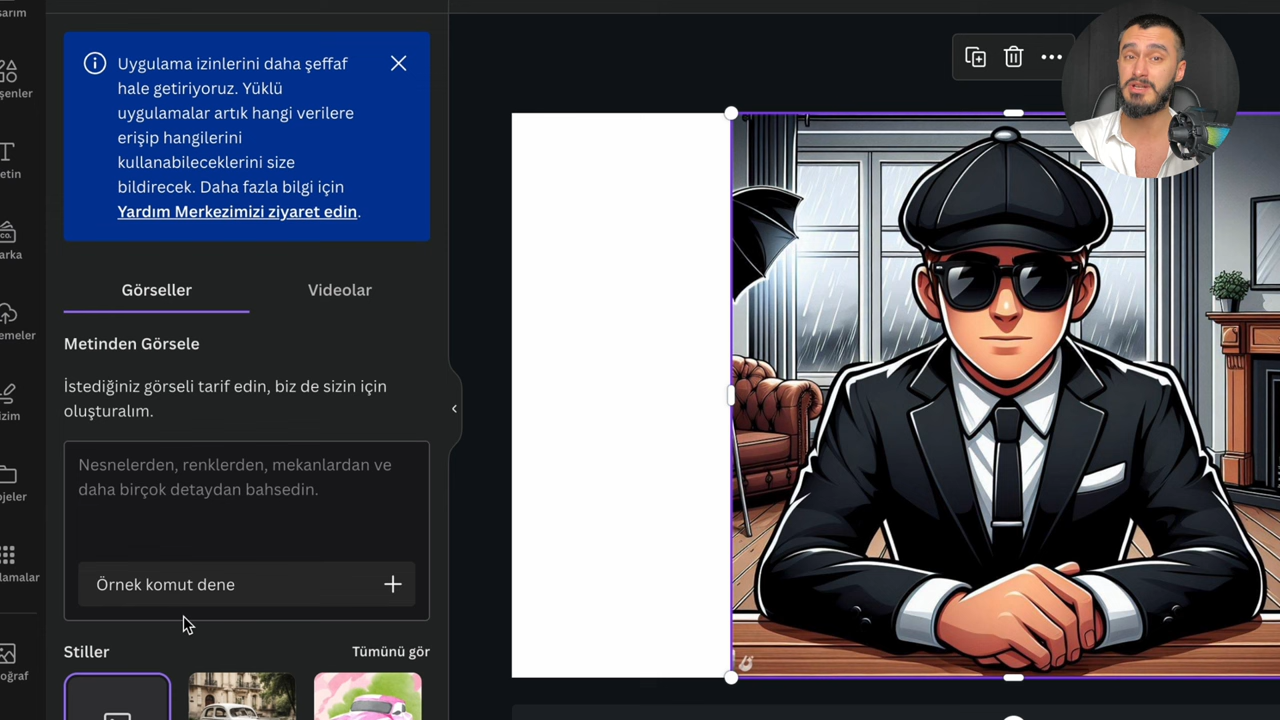 Uygulama izinlerini daha şeffaf
hale getiriyoruz. Yüklü
uygulamalar artık hangi verilere
erişip hangilerini
kullanabileceklerini size
bildirecek. Daha fazla bilgi için
Yardım Merkezimizi ziyaret edin.
Görseller
Videolar
Metinden Görsele
İstediğiniz görseli tarif edin, biz de sizin için
oluşturalım.
Nesnelerden, renklerden, mekanlardan ve
daha birçok detaydan bahsedin.
Örnek komut dene
Stiller
Tümünü gör